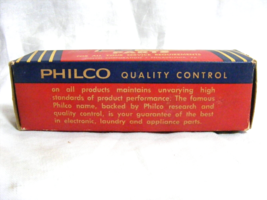 PARTS
PHILCO QUALITY CONTROL
on all products maintains unvarying high
standards of product performance. The famous
Philco name, backed by Philco research and
quality control, is your guarantee of the best
in electronic, laundry and appliance parts.